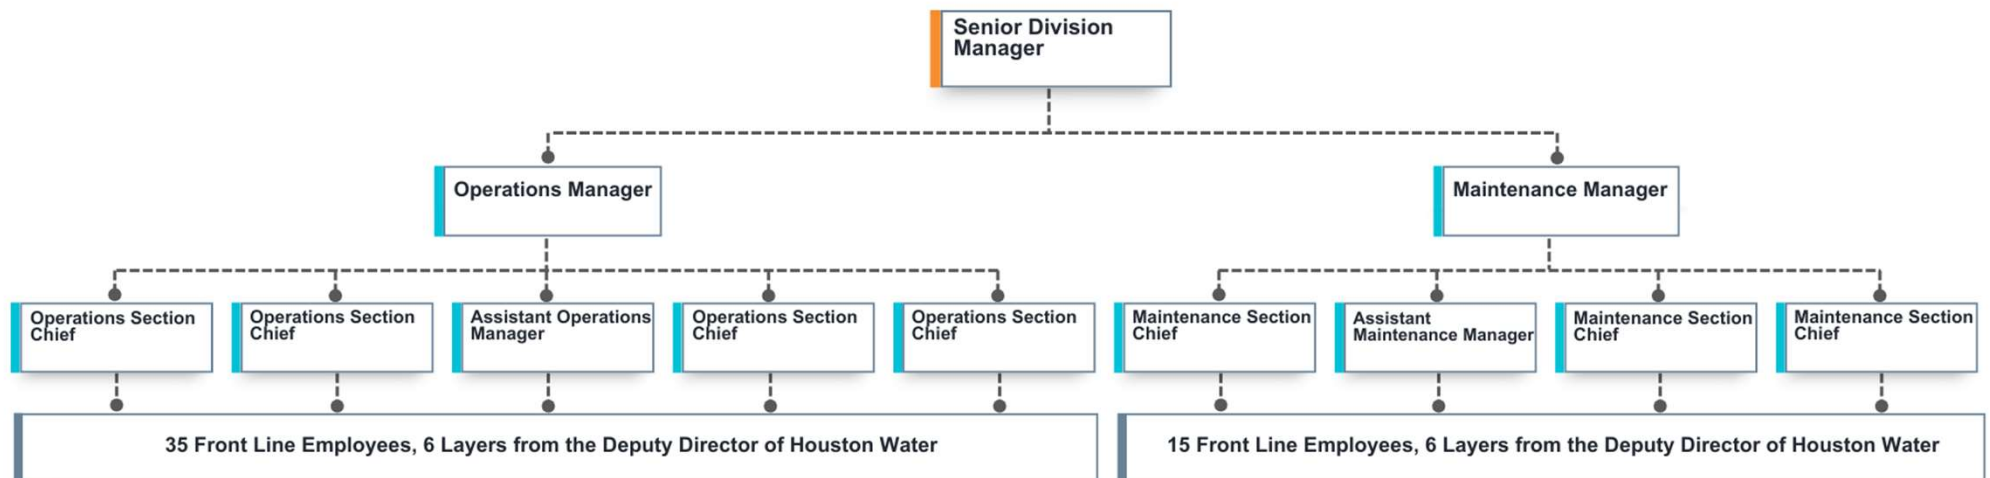 Senior Division
Manager
Operations Manager
Maintenance Manager
Operations Section
Chief
Operations Section
Chief
Assistant Operations
Manager
Operations Section
Chief
Operations Section
Chief
Maintenance Section
Chief
Assistant
Maintenance Manager
Maintenance Section
Chief
Maintenance Section
Chief
35 Front Line Employees, 6 Layers from the Deputy Director of Houston Water
15 Front Line Employees, 6 Layers from the Deputy Director of Houston Water